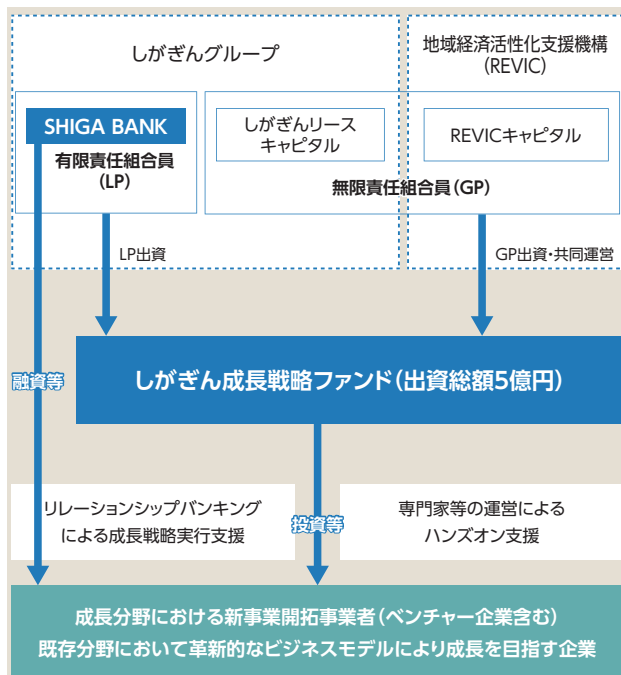 しがぎんグループ
地域経済活性化支援機構
(REVIC)
SHIGA BANK
有限責任組合員
(LP)
しがぎんリース
キャピタル
REVICキャピタル
無限責任組合員(GP)
LP出資
GP出資・共同運営
融資等
しがぎん成長戦略ファンド(出資総額5億円)
リレーションシップバンキング
による成長戦略実行支援
投資等
専門家等の運営による
ハンズオン支援
成長分野における新事業開拓事業者(ベンチャー企業含む)
既存分野において革新的なビジネスモデルにより成長を目指す企業